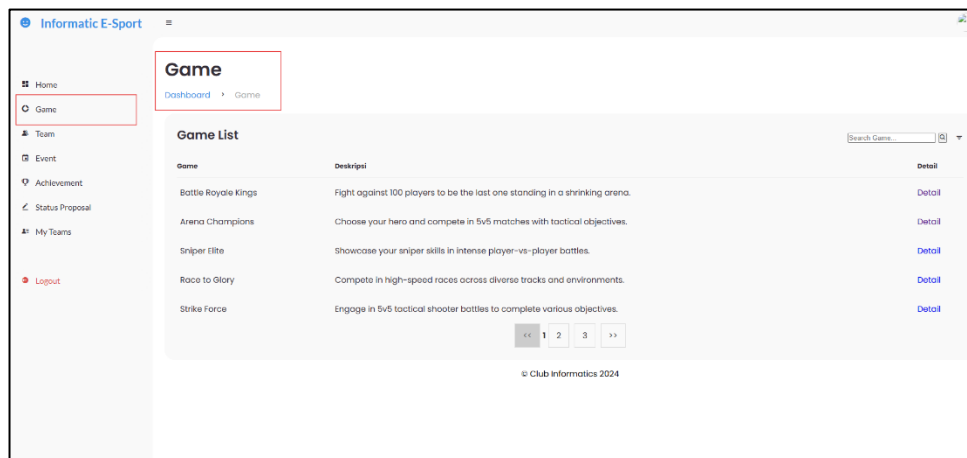 Informatic E-Sport
Home
Game
Team
Event
Achievement
Status Proposal
My Teams
Logout
Game
Dashboard > Game
Game List
Search Game...
Game Deskripsi Detail
Battle Royale Kings Fight against 100 players to be the last one standing in a shrinking arena. Detail
Arena Champions Choose your hero and compete in 5v5 matches with tactical objectives. Detail
Sniper Elite Showcase your sniper skills in intense player-vs-player battles. Detail
Race to Glory Compete in high-speed races across diverse tracks and environments. Detail
Strike Force Engage in 5v5 tactical shooter battles to complete various objectives. Detail
<< 1 2 3 >>
© Club Informatics 2024